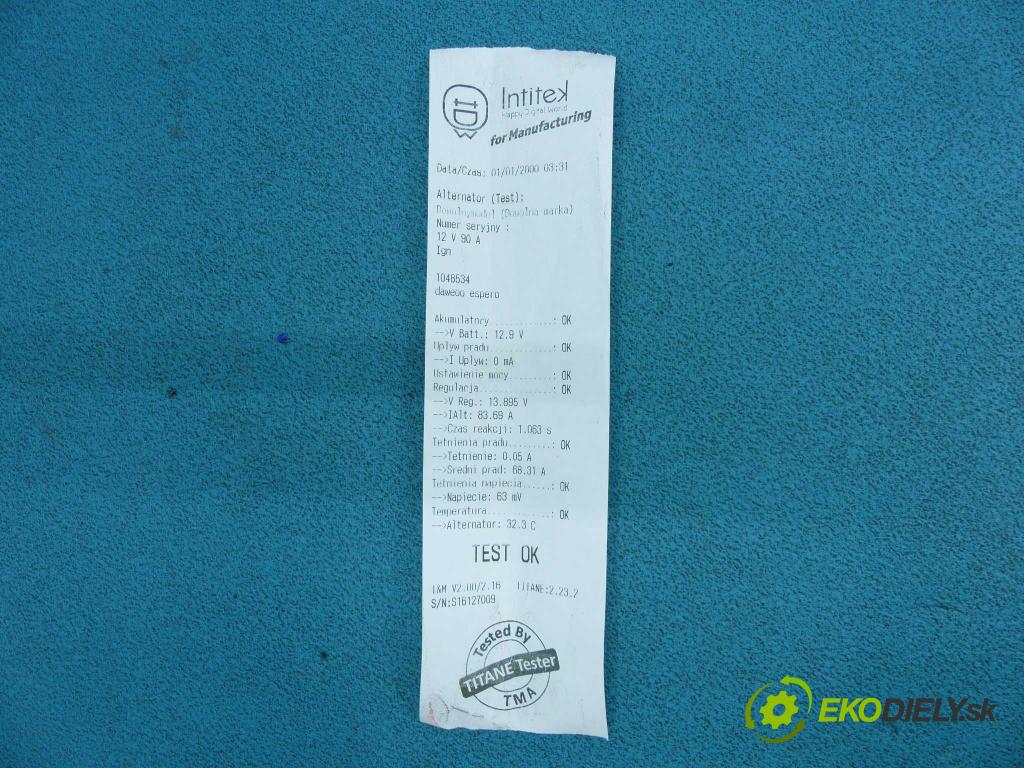 Intitek
Happy Digital World
for Manufacturing
Data/Czas: 01/01/2000 03:31
Alternator (Test):
Dowolnymodel (Dowolna marka)
Numer seryjny :
12 V 90 A
Ign
1048534
daweoo espero
Akumulatory............: OK
-->V Batt.: 12.9 V
Uplyw pradu............: OK
-->I Uplyw: 0 mA
Ustawienie mocy........: OK
Regulacja..............: OK
-->V Reg.: 13.895 V
-->IAlt: 83.69 A
-->Czas reakcji: 1.063 s
Tetnienia pradu........: OK
-->Tetnienie: 0.05 A
-->Sredni prad: 68.31 A
Tetnienia napiecia.....: OK
-->Napiecie: 63 mV
Temperatura............: OK
-->Alternator: 32.3 C
TEST OK
I&M V2.00/2.16 TITANE:2.23.2
S/N:S16127009
Tested By
TITANE Tester
TMA
EKODIELY.sk